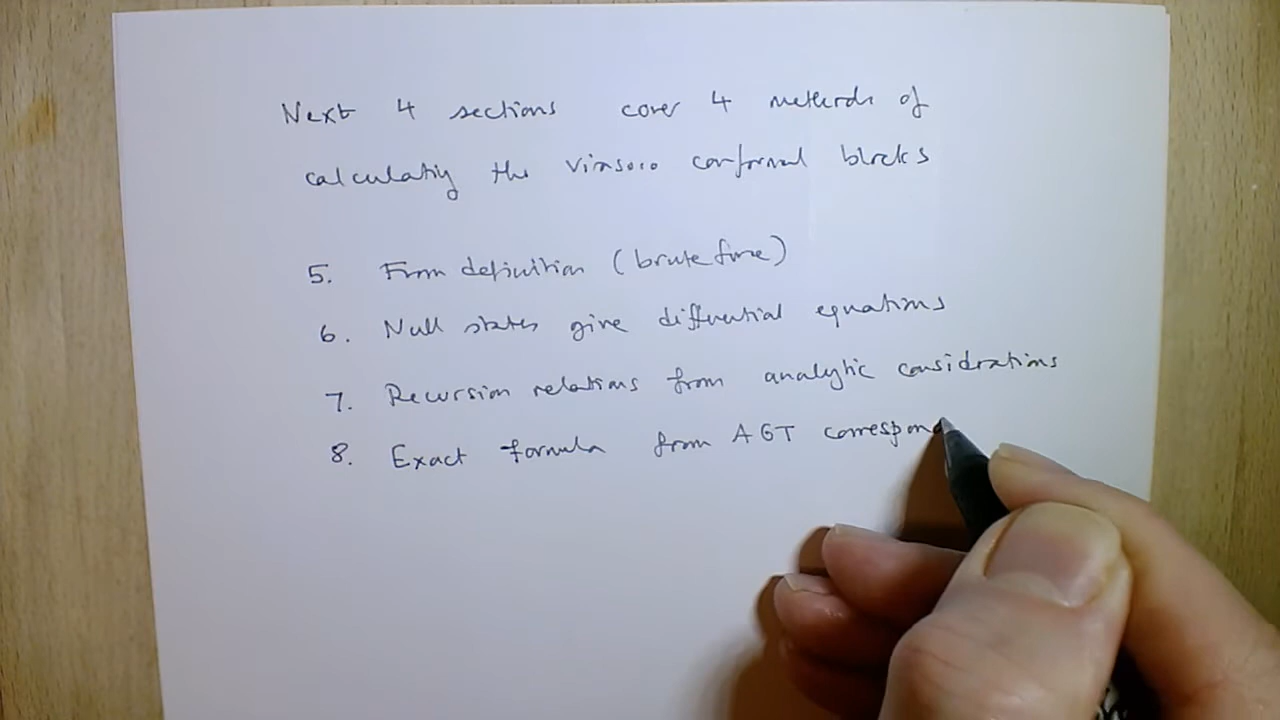 Next 4 sections cover 4 methods of
calculating the Virasoro conformal blocks
5. From definition (brute force)
6. Null states give differential equations
7. Recursion relations from analytic considerations
8. Exact formula from AGT correspond